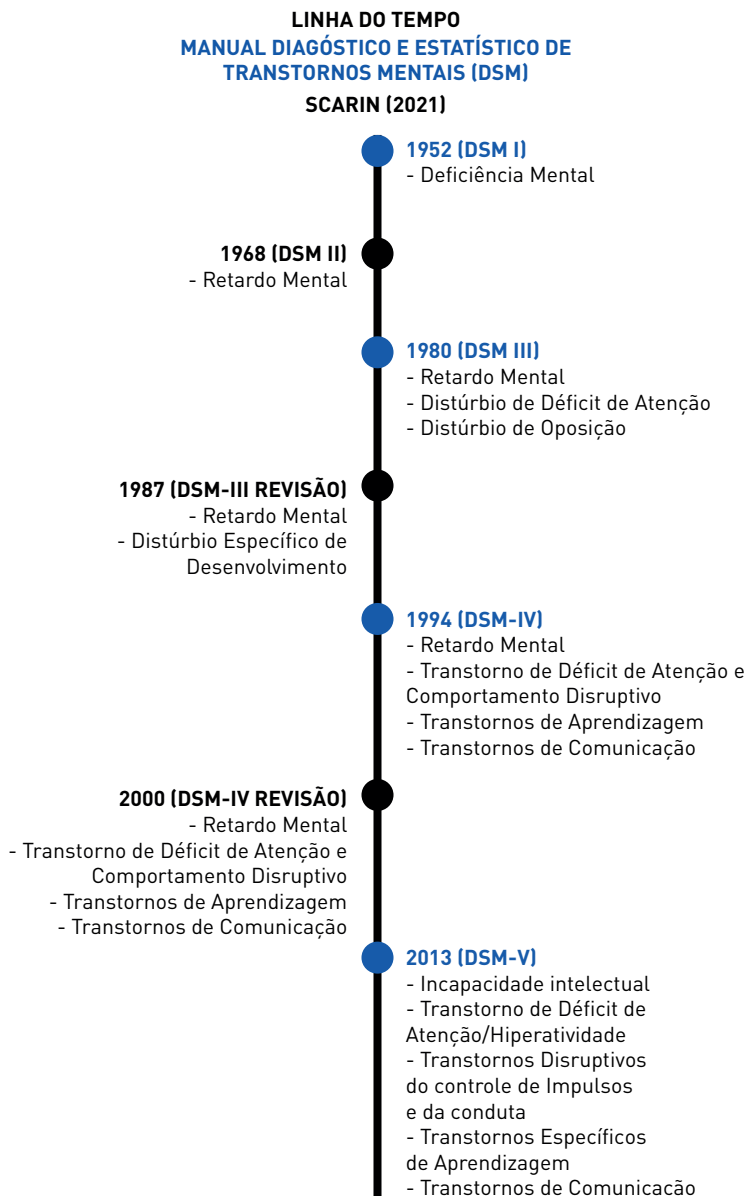 LINHA DO TEMPO
MANUAL DIAGÓSTICO E ESTATÍSTICO DE
TRANSTORNOS MENTAIS (DSM)
SCARIN (2021)
1952 (DSM I)
- Deficiência Mental
1968 (DSM II)
- Retardo Mental
1980 (DSM III)
- Retardo Mental
- Distúrbio de Déficit de Atenção
- Distúrbio de Oposição
1987 (DSM-III REVISÃO)
- Retardo Mental
- Distúrbio Específico de
Desenvolvimento
1994 (DSM-IV)
- Retardo Mental
- Transtorno de Déficit de Atenção e
Comportamento Disruptivo
- Transtornos de Aprendizagem
- Transtornos de Comunicação
2000 (DSM-IV REVISÃO)
- Retardo Mental
- Transtorno de Déficit de Atenção e
Comportamento Disruptivo
- Transtornos de Aprendizagem
- Transtornos de Comunicação
2013 (DSM-V)
- Incapacidade intelectual
- Transtorno de Déficit de
Atenção/Hiperatividade
- Transtornos Disruptivos
do controle de Impulsos
e da conduta
- Transtornos Específicos
de Aprendizagem
- Transtornos de Comunicação